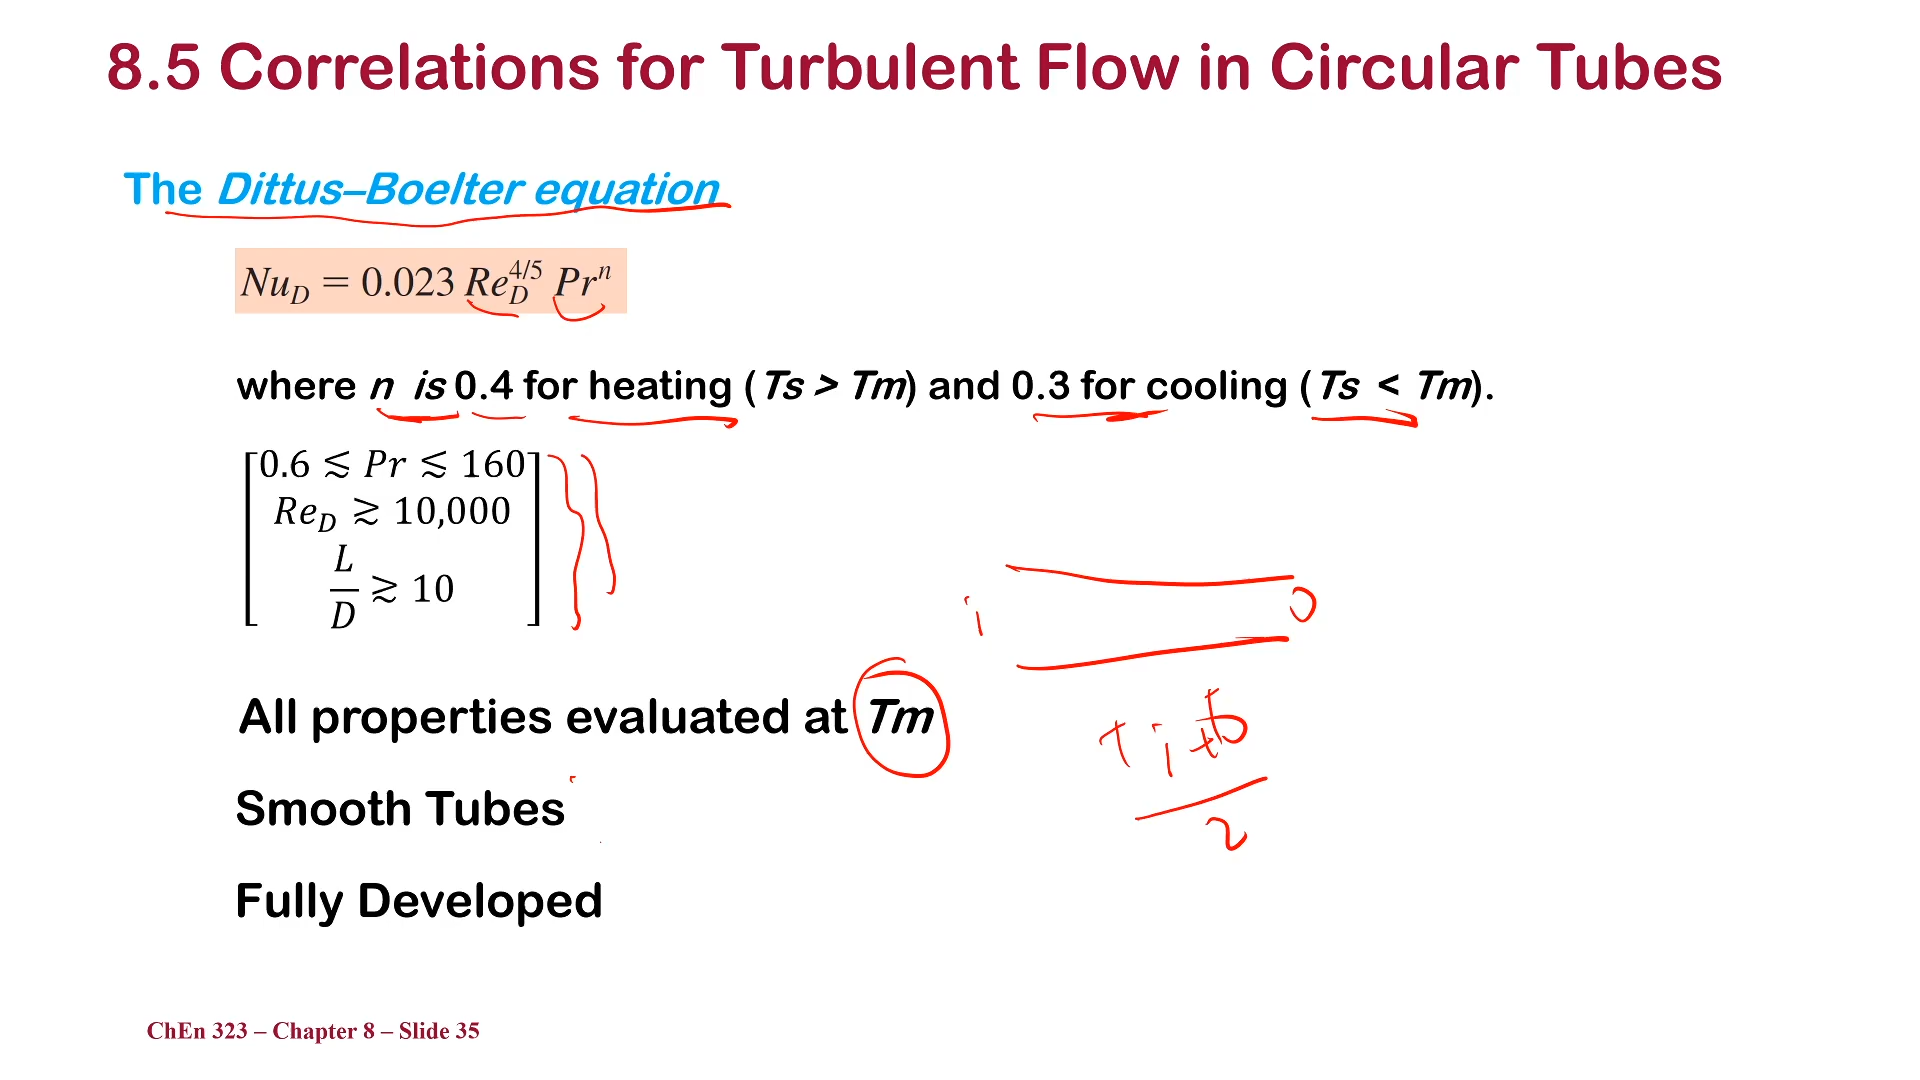 8.5 Correlations for Turbulent Flow in Circular Tubes
The Dittus–Boelter equation
Nu_D = 0.023 Re_D^{4/5} Pr^n
where n is 0.4 for heating (Ts > Tm) and 0.3 for cooling (Ts < Tm).
0.6 ≲ Pr ≲ 160
Re_D ≳ 10,000
L/D ≳ 10
i
O
All properties evaluated at Tm
Smooth Tubes
2
Fully Developed
ChEn 323 – Chapter 8 – Slide 35